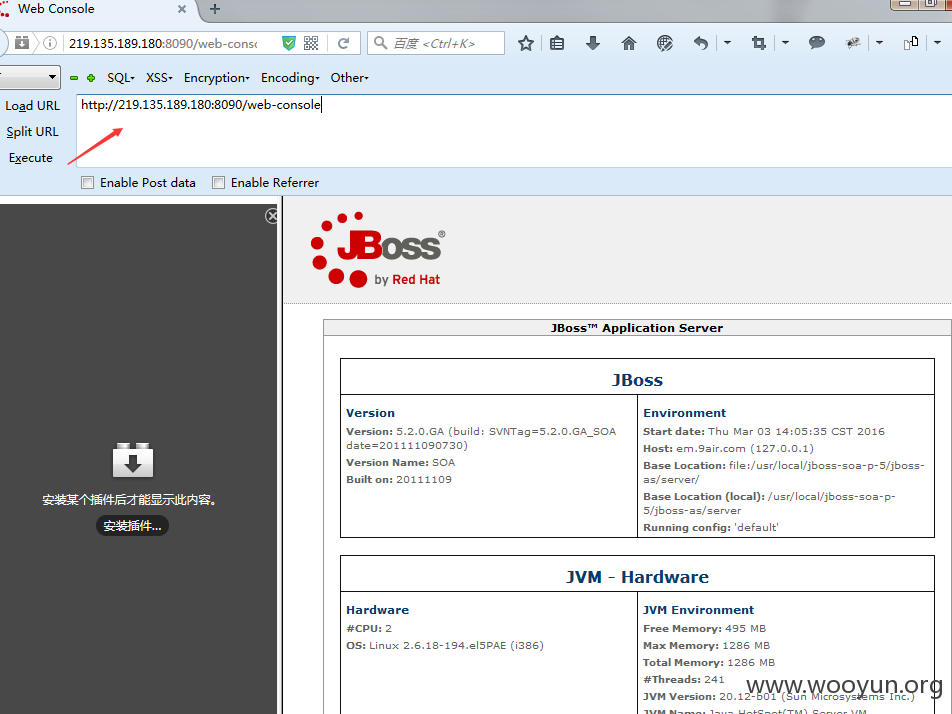 Web Console
219.135.189.180:8090/web-conso
百度 <Ctrl+K>
SQL XSS Encryption Encoding Other
Load URL
http://219.135.189.180:8090/web-console
Split URL
Execute
Enable Post data Enable Referrer
JBoss®
by Red Hat
JBoss™ Application Server
JBoss
Version
Version: 5.2.0.GA (build: SVNTag=5.2.0.GA_SOA
date=201111090730)
Version Name: SOA
Built on: 20111109
Environment
Start date: Thu Mar 03 14:05:35 CST 2016
Host: em.9air.com (127.0.0.1)
Base Location: file:/usr/local/jboss-soa-p-5/jboss-
as/server/
Base Location (local): /usr/local/jboss-soa-p-
5/jboss-as/server
Running config: 'default'
安装某个插件后才能显示此内容。
安装插件...
JVM - Hardware
Hardware
#CPU: 2
OS: Linux 2.6.18-194.el5PAE (i386)
JVM Environment
Free Memory: 495 MB
Max Memory: 1286 MB
Total Memory: 1286 MB
#Threads: 241
JVM Version: 20.12-b01 (Sun Microsystems Inc.)
JVM Name: Java HotSpot(TM) Server VM
www.wooyun.org